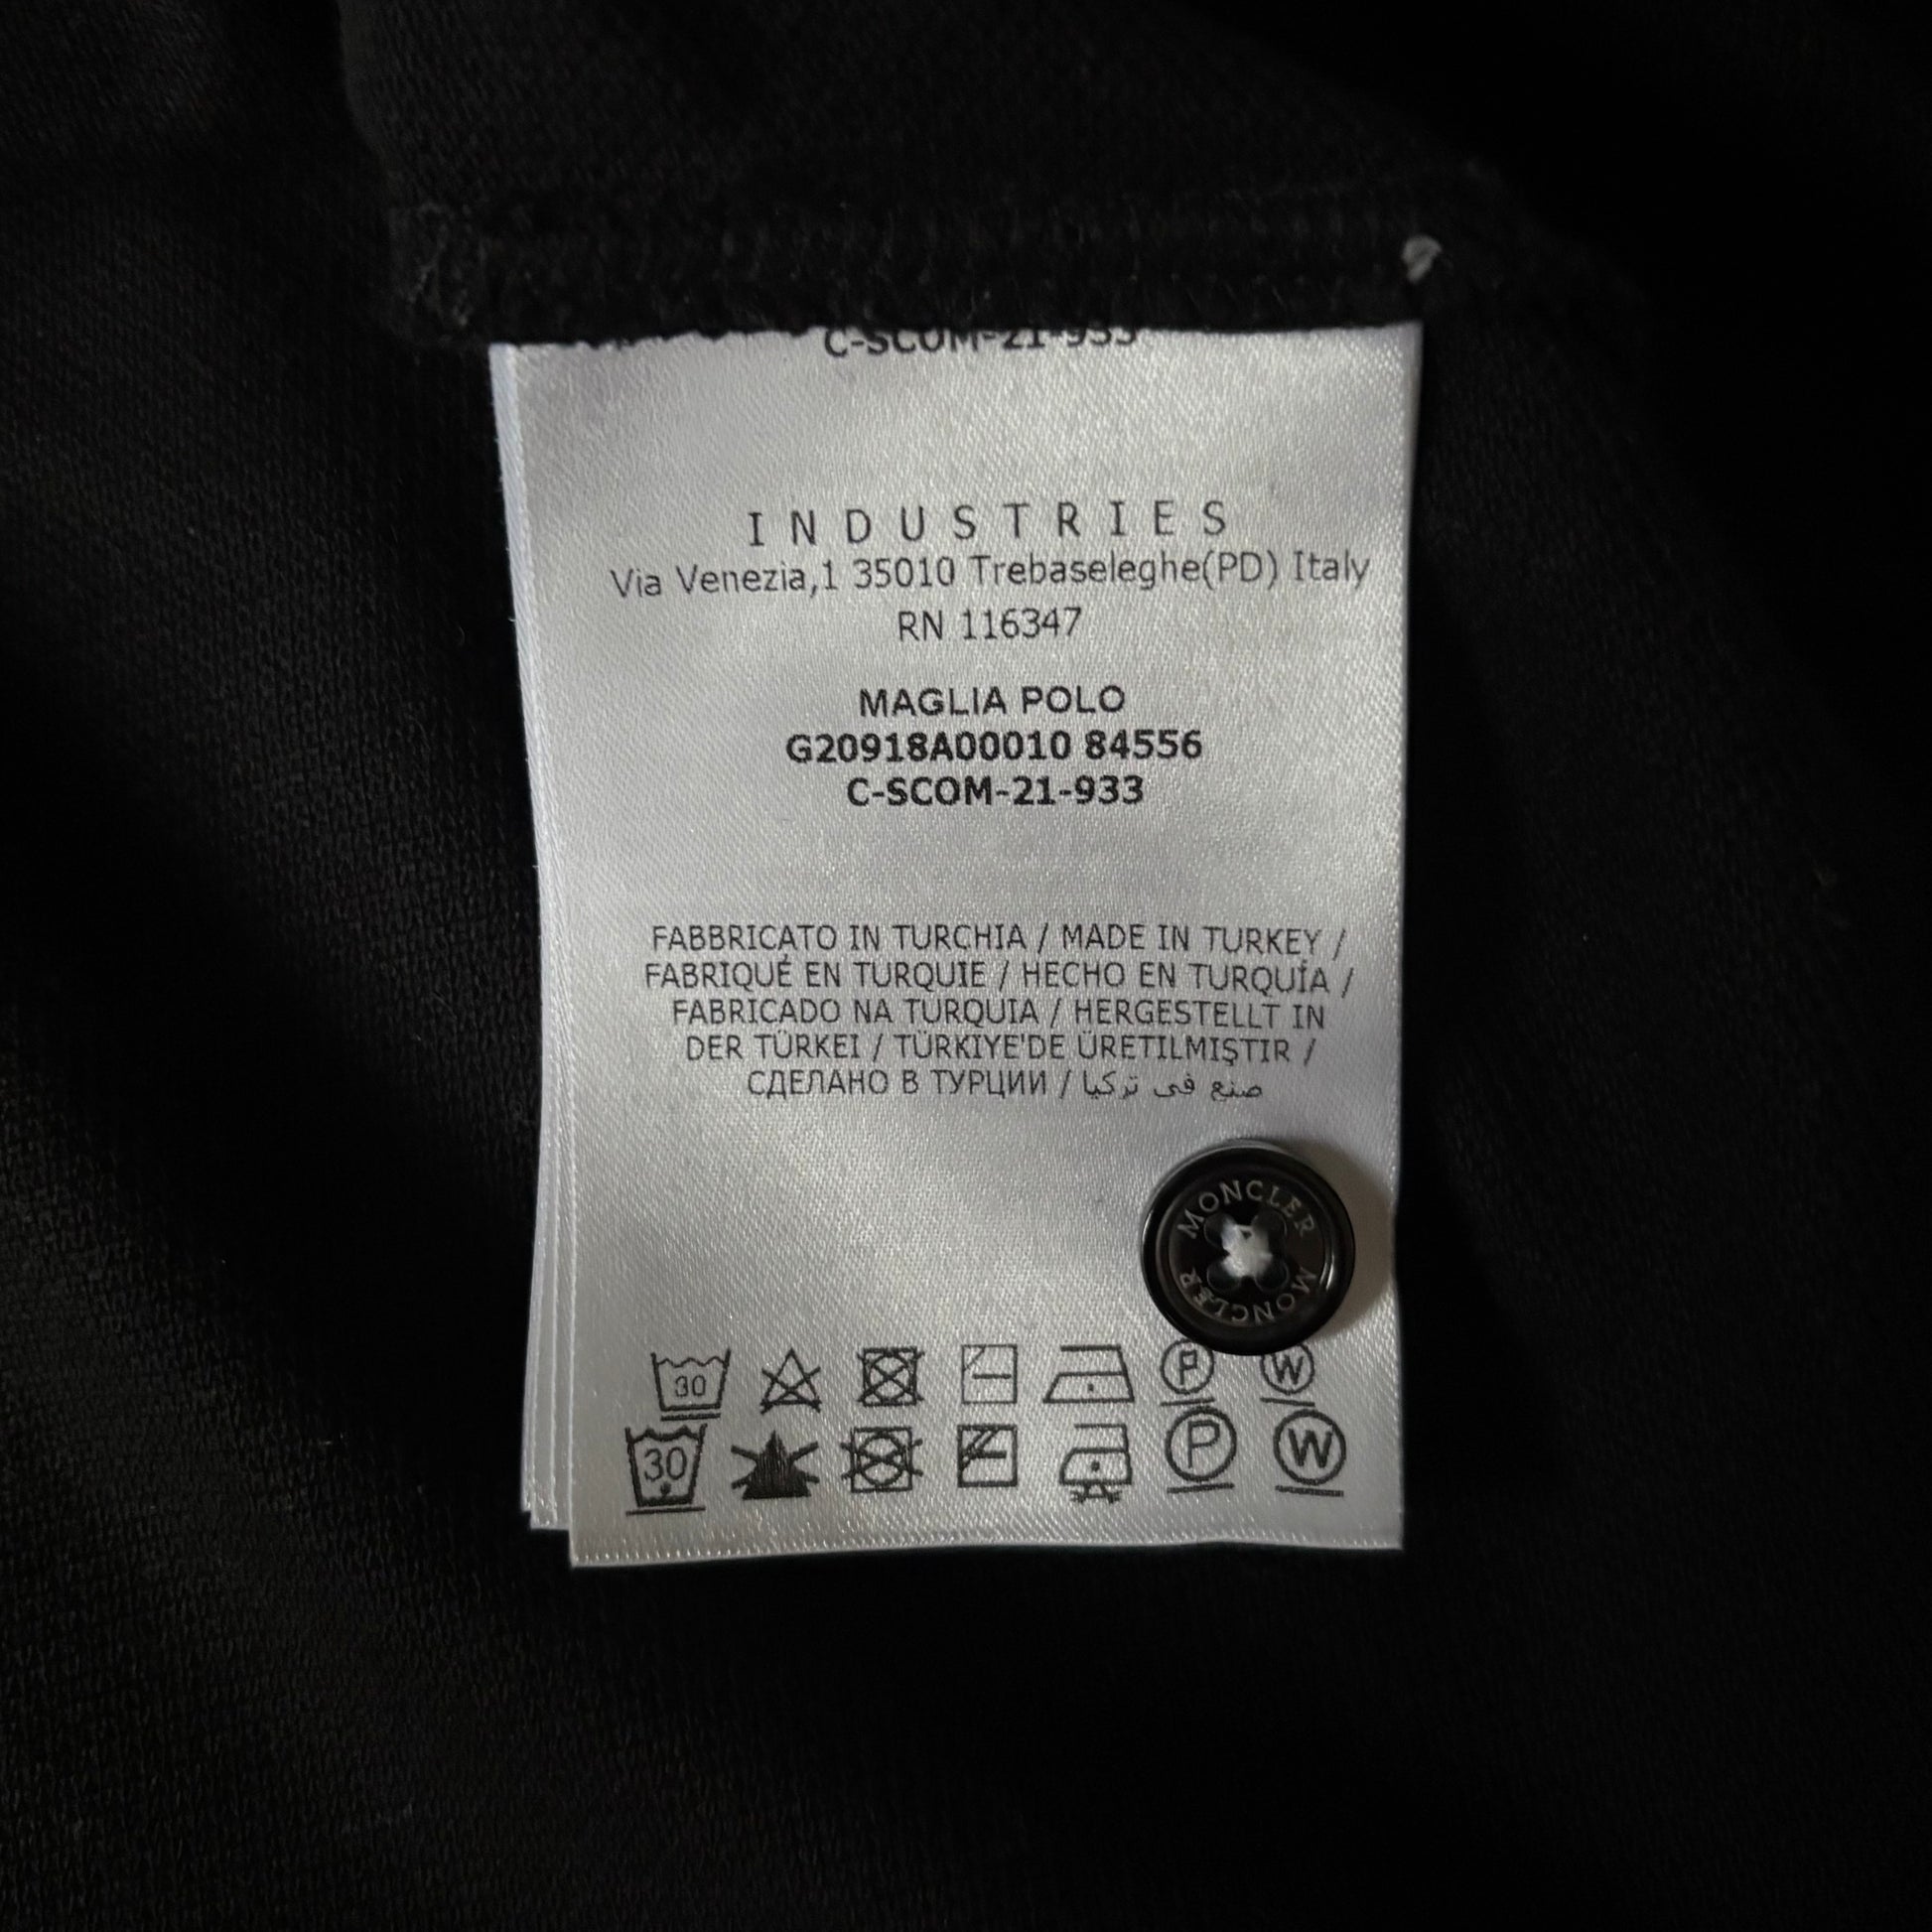 C-SCOM-21-933
INDUSTRIES
Via Venezia,1 35010 Trebaseleghe(PD) Italy
RN 116347
MAGLIA POLO
G20918A00010 84556
C-SCOM-21-933
FABBRICATO IN TURCHIA / MADE IN TURKEY /
FABRIQUÉ EN TURQUIE / HECHO EN TURQUÍA /
FABRICADO NA TURQUIA / HERGESTELLT IN
DER TÜRKEI / TÜRKIYE'DE ÜRETILMIŞTIR /
СДЕЛАНО В ТУРЦИИ / صنع فى تركيا
MONCLER
MONCLER
30 P W
30 P W